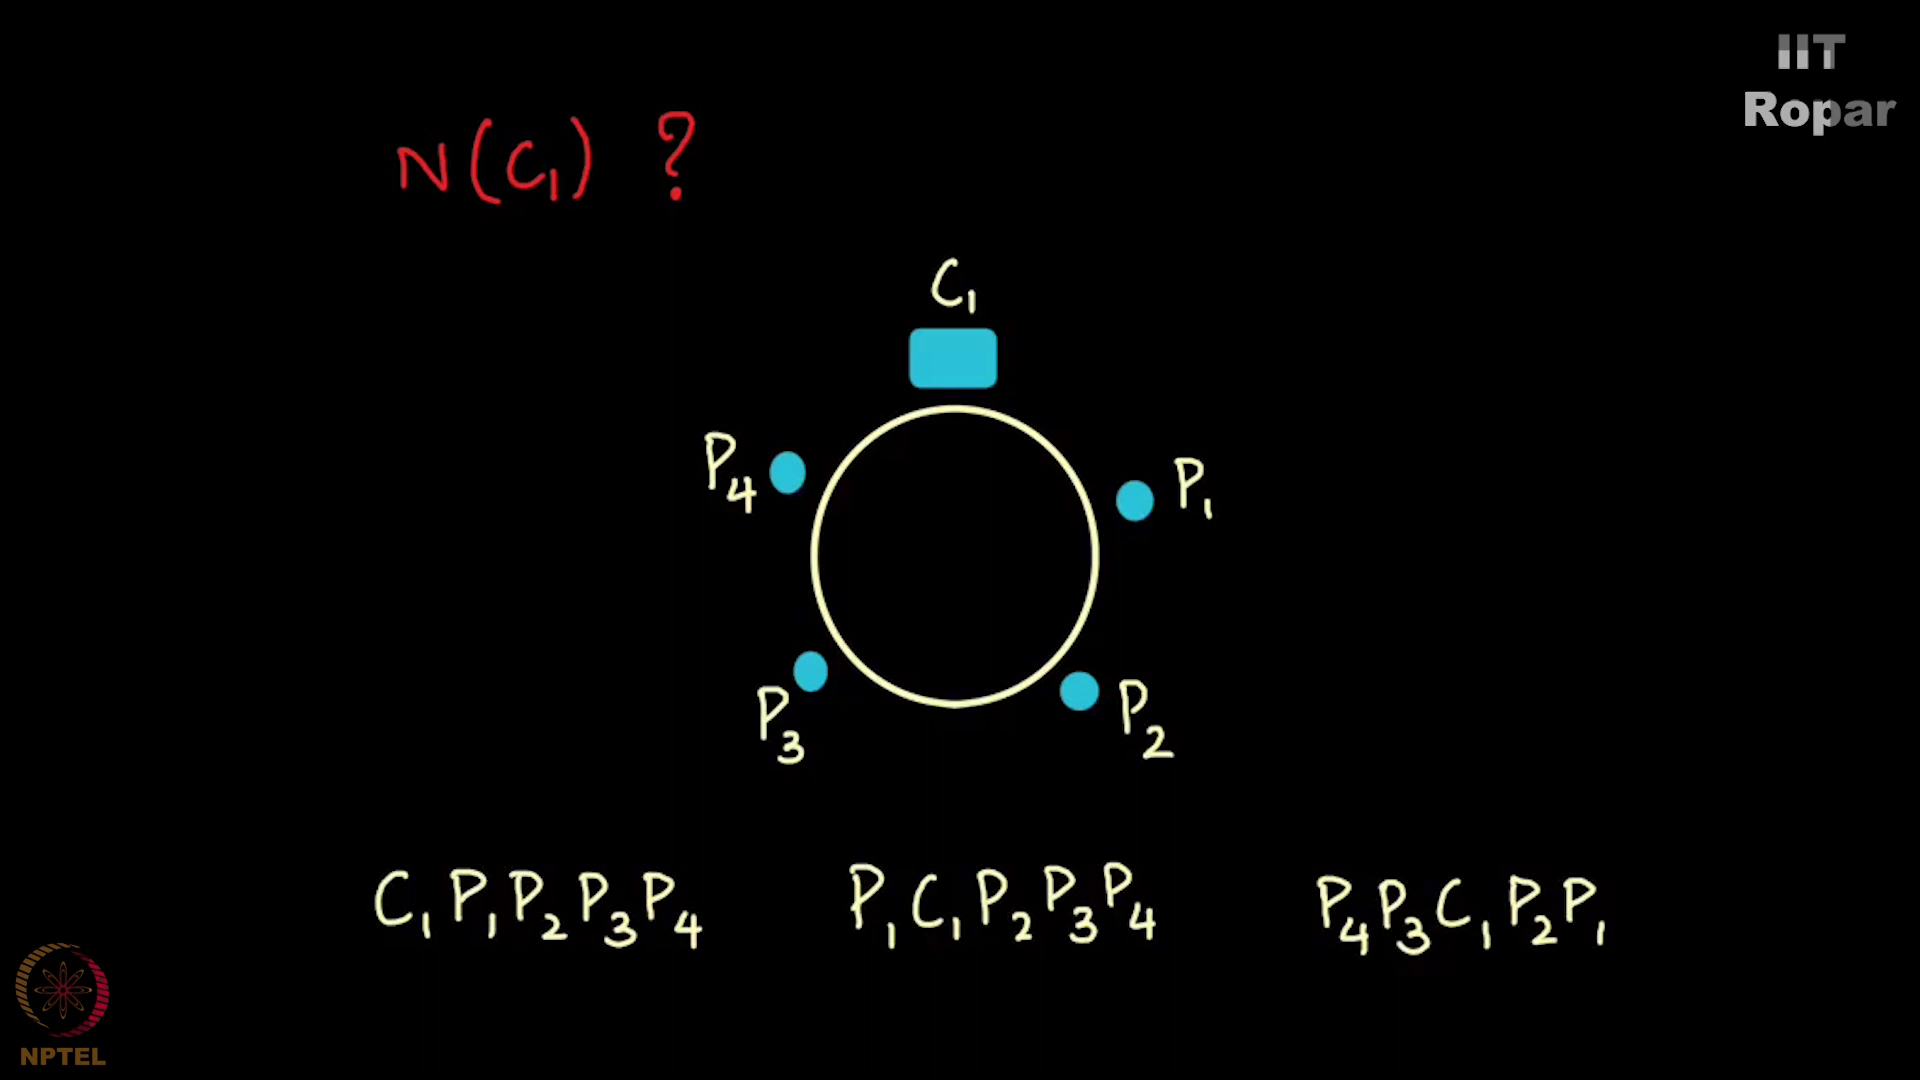 IIT
Ropar
N(C₁) ?
C₁
P₄
P₁
P₃
P₂
C₁P₁P₂P₃P₄ P₁C₁P₂P₃P₄ P₄P₃C₁P₂P₁
NPTEL